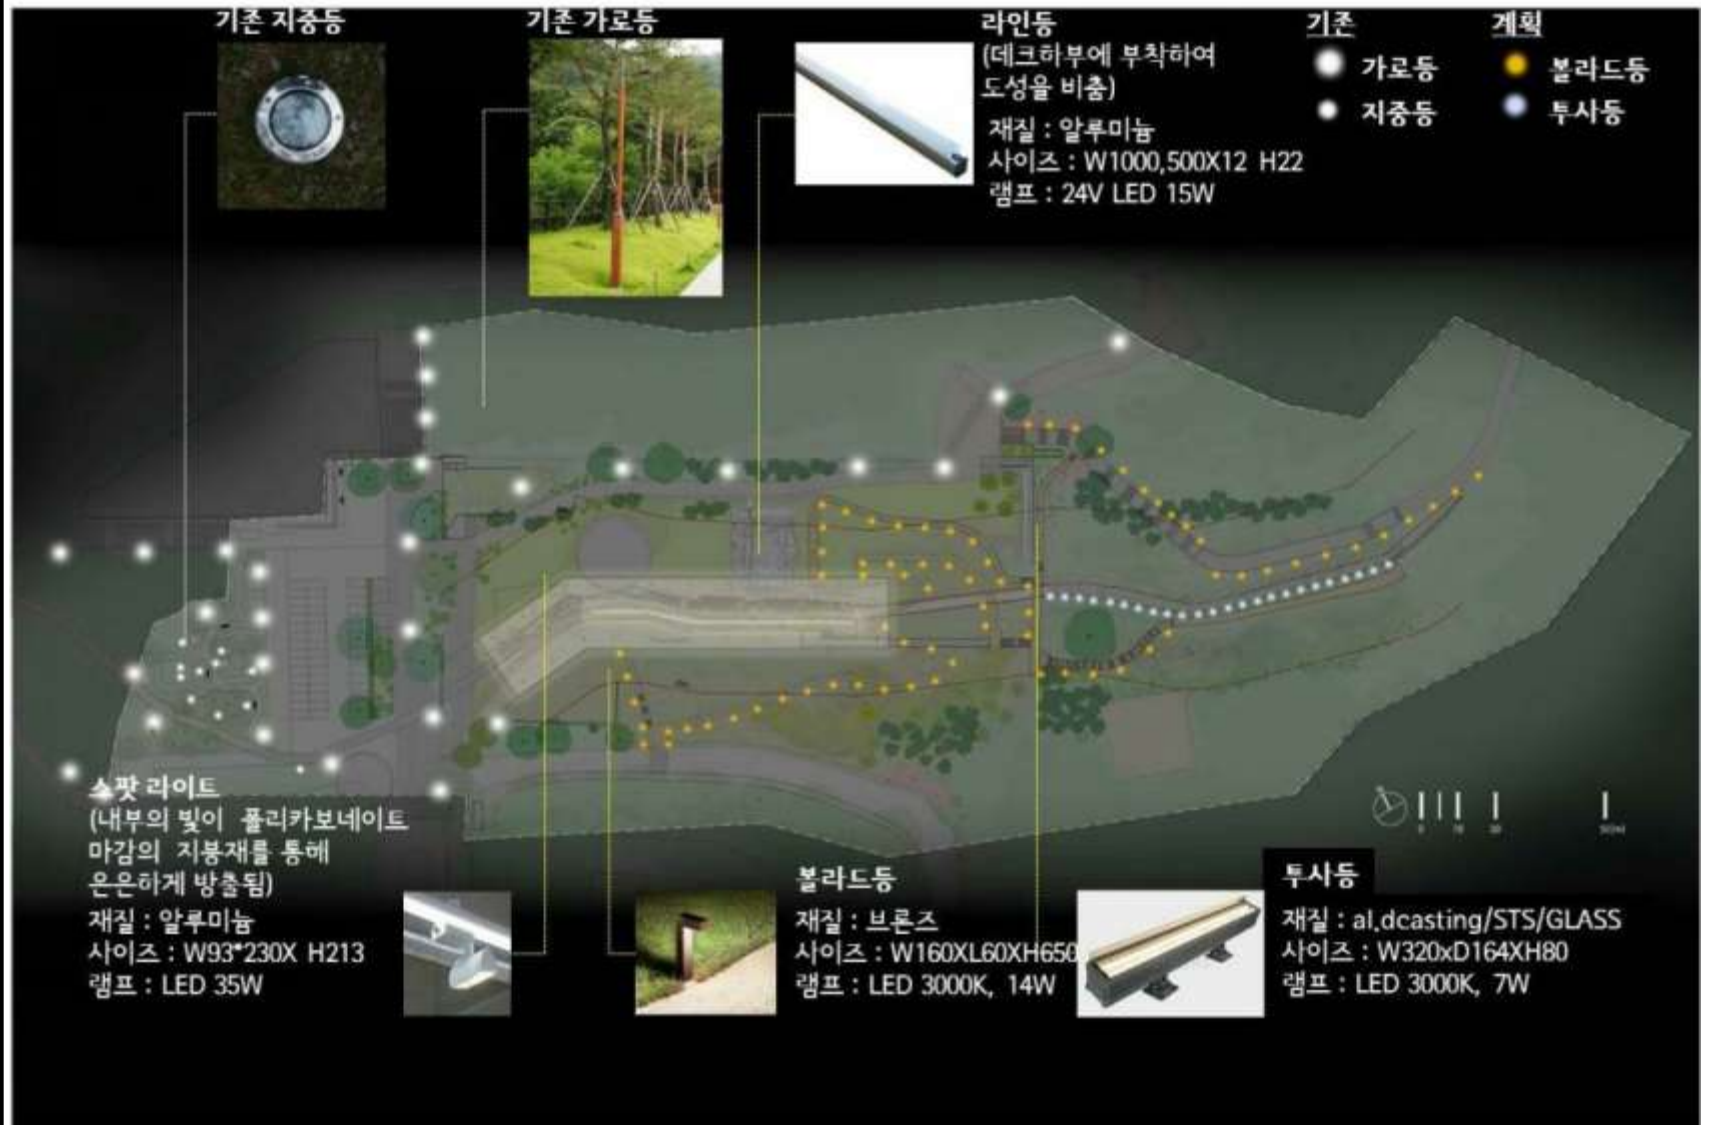 기존 지중등
기존 가로등
라인등
(데크하부에 부착하여
도성을 비춤)
재질 : 알루미늄
사이즈 : W1000,500X12 H22
램프 : 24V LED 15W
기존
가로등
지중등
계획
볼라드등
투사등
스팟 라이트
(내부의 빛이 폴리카보네이트
마감의 지붕재를 통해
은은하게 방출됨)
재질 : 알루미늄
사이즈 : W93*230X H213
램프 : LED 35W
볼라드등
재질 : 브론즈
사이즈 : W160XL60XH650
램프 : LED 3000K, 14W
투사등
재질 : al.dcasting/STS/GLASS
사이즈 : W320xD164XH80
램프 : LED 3000K, 7W